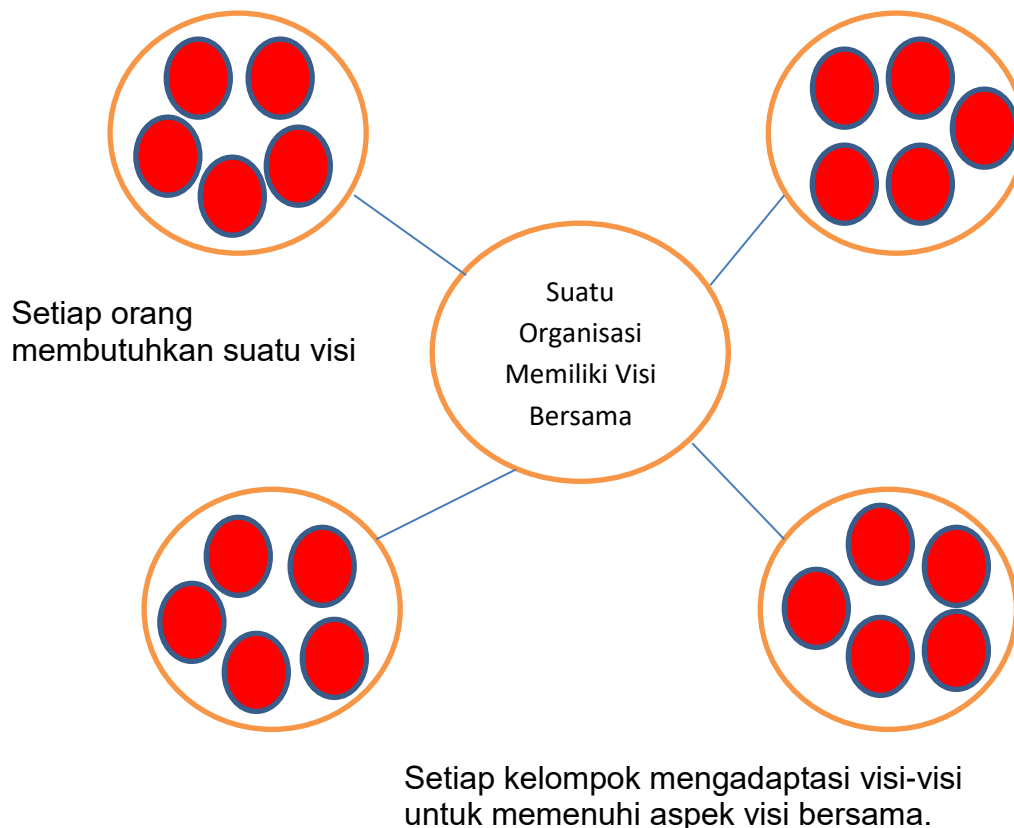 Suatu
Organisasi
Memiliki Visi
Bersama
Setiap orang
membutuhkan suatu visi
Setiap kelompok mengadaptasi visi-visi
untuk memenuhi aspek visi bersama.